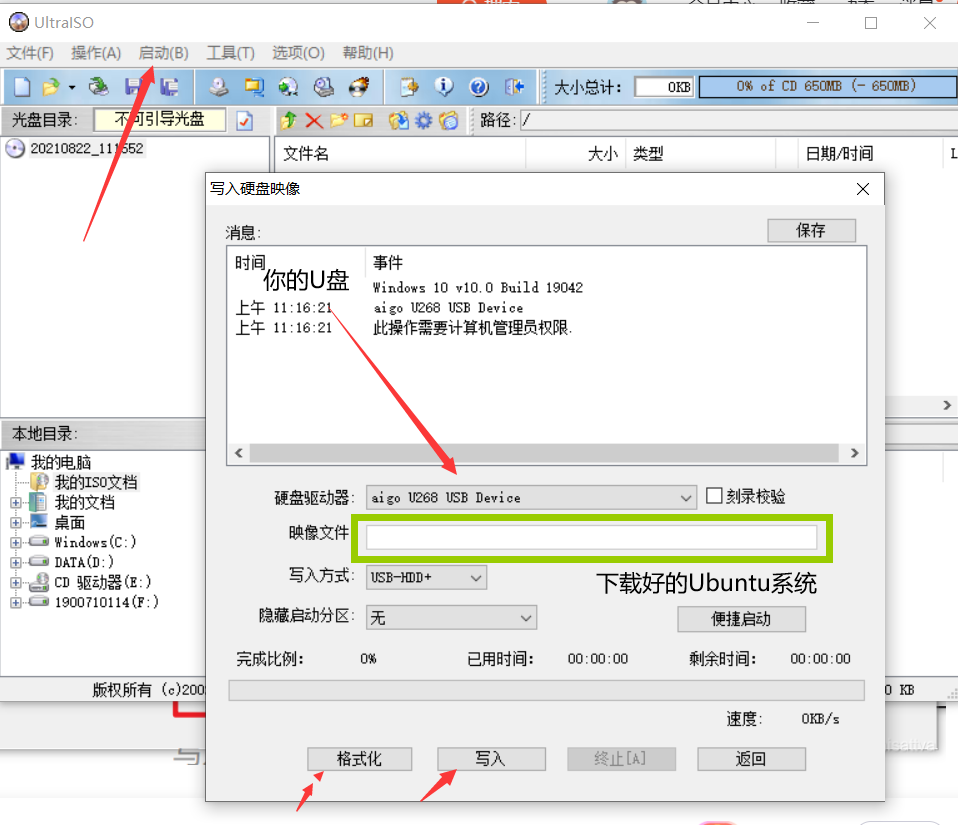 UltraISO
文件(F) 操作(A) 启动(B) 工具(T) 选项(O) 帮助(H)
大小总计: 0KB 0% of CD 650MB (- 650MB)
光盘目录: 不可引导光盘 路径: /
20210822_111552 文件名 大小 类型 日期/时间 L
写入硬盘映像
消息: 保存
时间 事件
你的U盘
Windows 10 v10.0 Build 19042
上午 11:16:21 aigo U268 USB Device
上午 11:16:21 此操作需要计算机管理员权限.
本地目录:
我的电脑
我的ISO文档
我的文档
桌面
Windows(C:)
DATA(D:)
CD 驱动器(E:)
1900710114(F:)
硬盘驱动器: aigo U268 USB Device 刻录校验
映像文件
写入方式: USB-HDD+ 下载好的Ubuntu系统
隐藏启动分区: 无 便捷启动
完成比例: 0% 已用时间: 00:00:00 剩余时间: 00:00:00
版权所有 (c)200 0 KB
速度: 0KB/s
格式化 写入 终止[A] 返回